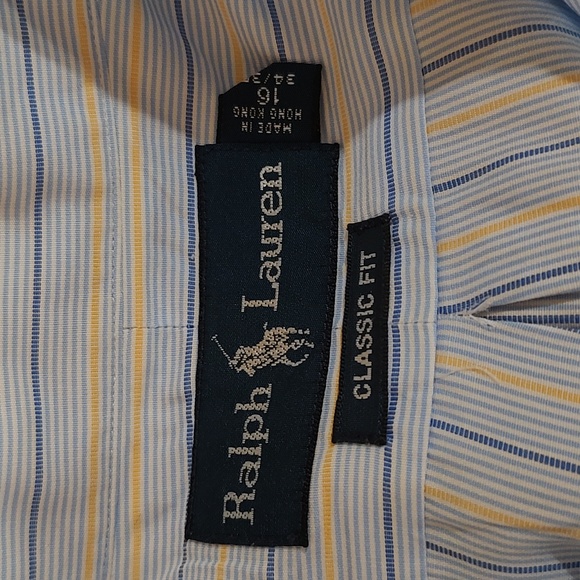 Ralph Lauren
CLASSIC FIT
16
MADE IN
HONG KONG